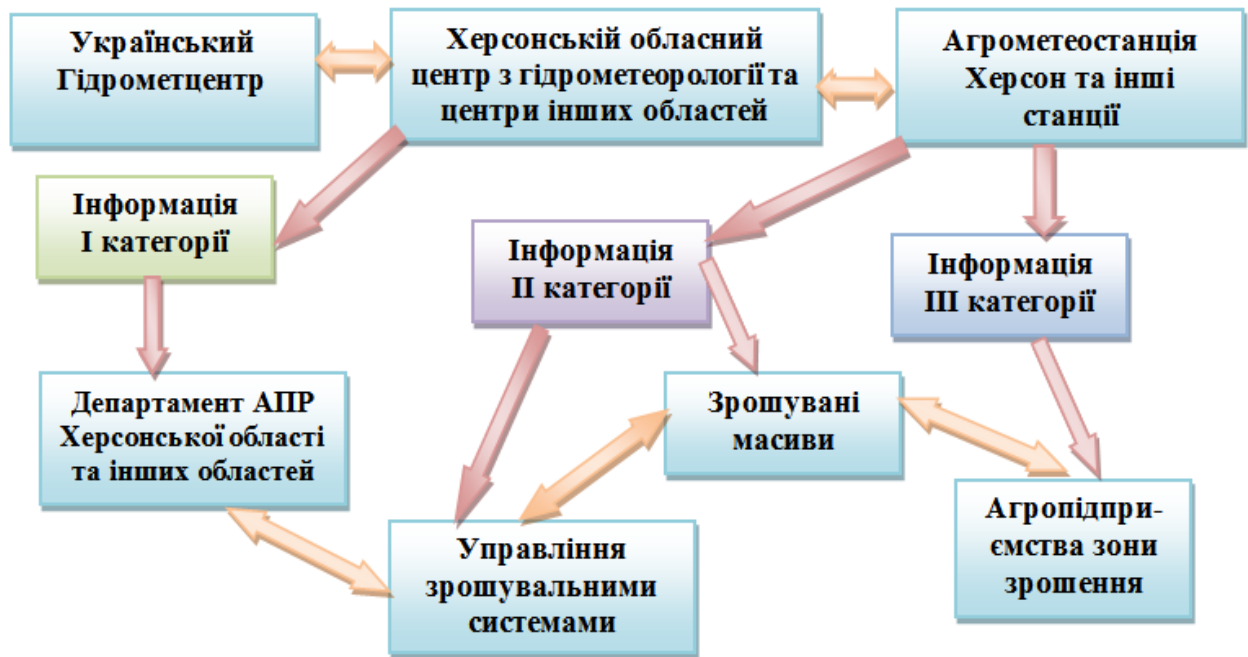 Український
Гідрометцентр
Херсонській обласний
центр з гідрометеорології та
центри інших областей
Агрометеостанція
Херсон та інші
станції
Інформація
І категорії
Інформація
ІІ категорії
Інформація
ІІІ категорії
Департамент АПР
Херсонської області
та інших областей
Зрошувані
масиви
Управління
зрошувальними
системами
Агропідпри-
ємства зони
зрошення